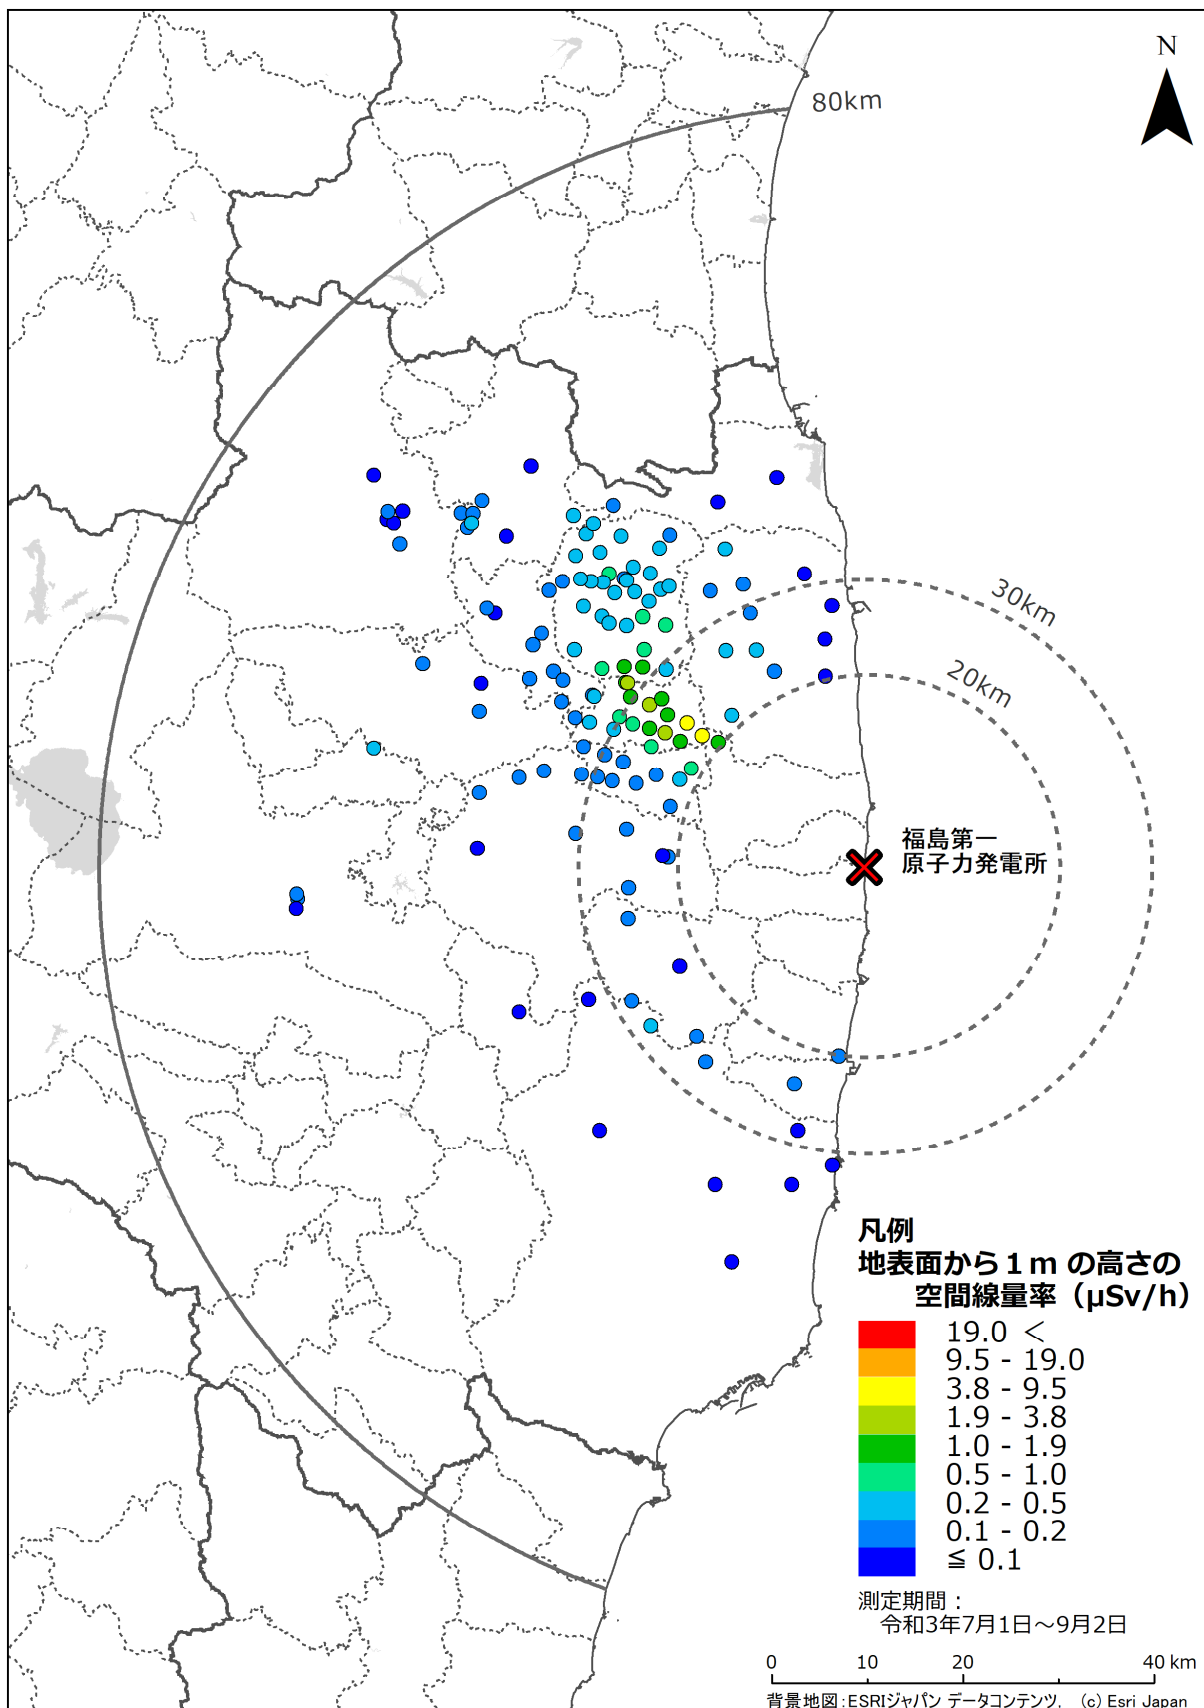 N
80km
30km
20km
福島第一
原子力発電所
凡例
地表面から1mの高さの
空間線量率（μSv/h）
19.0 <
9.5 - 19.0
3.8 - 9.5
1.9 - 3.8
1.0 - 1.9
0.5 - 1.0
0.2 - 0.5
0.1 - 0.2
≦ 0.1
測定期間：
令和3年7月1日～9月2日
0 10 20 40 km
背景地図：ESRIジャパン データコンテンツ, (c) Esri Japan